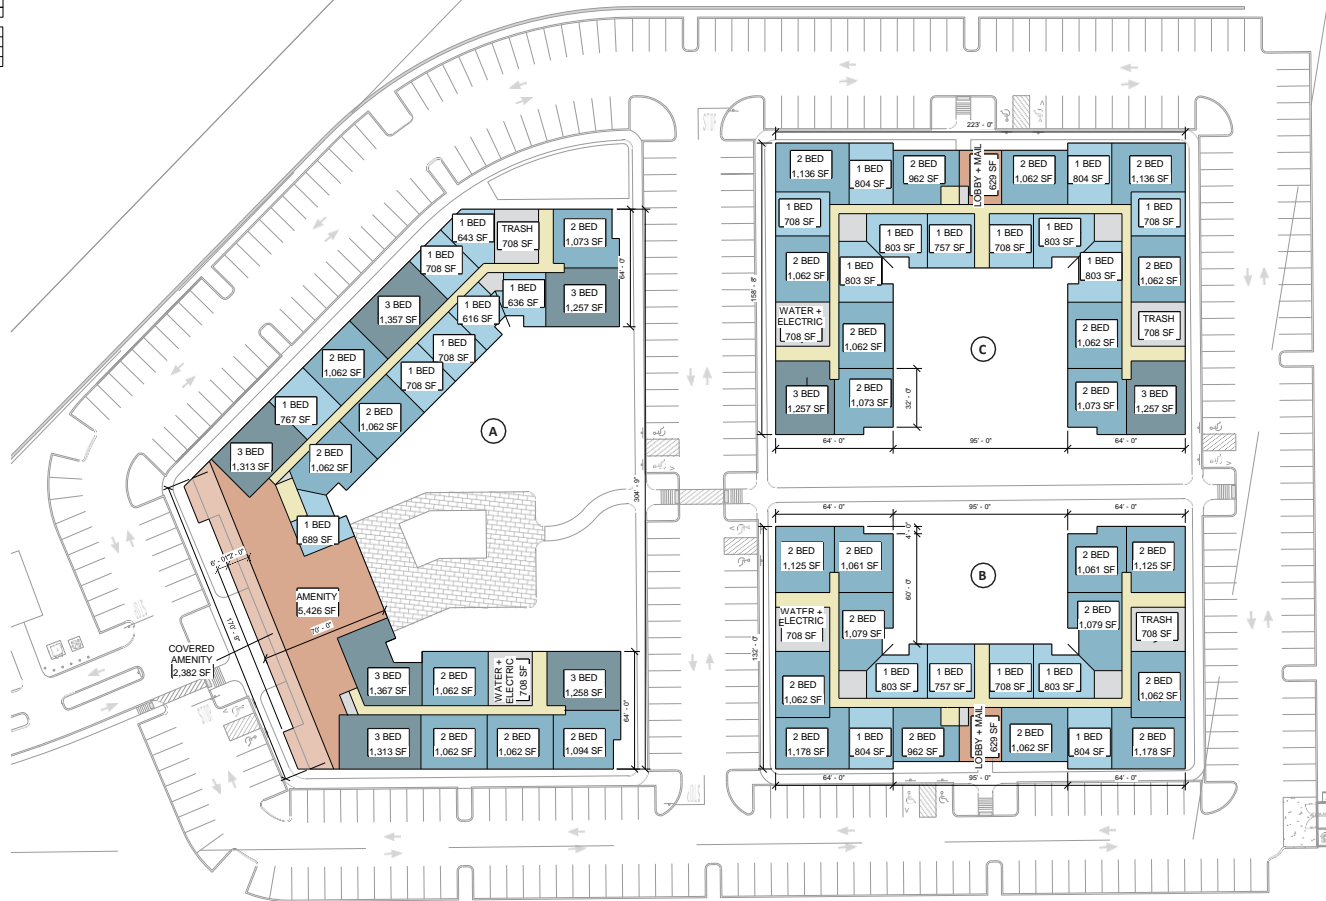 223' - 0"
2 BED
1,136 SF
1 BED
804 SF
2 BED
962 SF
LOBBY + MAIL
629 SF
2 BED
1,062 SF
1 BED
804 SF
2 BED
1,136 SF
1 BED
708 SF
1 BED
803 SF
1 BED
757 SF
1 BED
708 SF
1 BED
803 SF
1 BED
708 SF
2 BED
1,062 SF
1 BED
803 SF
1 BED
803 SF
2 BED
1,062 SF
158' - 8"
WATER +
ELECTRIC
708 SF
2 BED
1,062 SF
C
2 BED
1,062 SF
TRASH
708 SF
3 BED
1,257 SF
2 BED
1,073 SF
32' - 0"
2 BED
1,073 SF
3 BED
1,257 SF
64' - 0"
95' - 0"
64' - 0"
1 BED
643 SF
TRASH
708 SF
2 BED
1,073 SF
1 BED
708 SF
64' - 0"
3 BED
1,357 SF
1 BED
616 SF
1 BED
636 SF
3 BED
1,257 SF
2 BED
1,062 SF
1 BED
708 SF
1 BED
708 SF
1 BED
767 SF
2 BED
1,062 SF
A
3 BED
1,313 SF
2 BED
1,062 SF
304' - 9"
1 BED
689 SF
AMENITY
5,426 SF
70' - 0"
170' - 9"
COVERED
AMENITY
2,382 SF
3 BED
1,367 SF
2 BED
1,062 SF
WATER +
ELECTRIC
708 SF
3 BED
1,258 SF
64' - 0"
3 BED
1,313 SF
2 BED
1,062 SF
2 BED
1,062 SF
2 BED
1,094 SF
64' - 0"
95' - 0"
64' - 0"
2 BED
1,125 SF
2 BED
1,061 SF
4' - 0"
60' - 0"
B
2 BED
1,061 SF
2 BED
1,125 SF
132' - 0"
WATER +
ELECTRIC
708 SF
2 BED
1,079 SF
2 BED
1,079 SF
TRASH
708 SF
2 BED
1,062 SF
1 BED
803 SF
1 BED
757 SF
1 BED
708 SF
1 BED
803 SF
2 BED
1,062 SF
2 BED
1,178 SF
1 BED
804 SF
2 BED
962 SF
LOBBY + MAIL
629 SF
2 BED
1,062 SF
1 BED
804 SF
2 BED
1,178 SF
64' - 0"
95' - 0"
64' - 0"